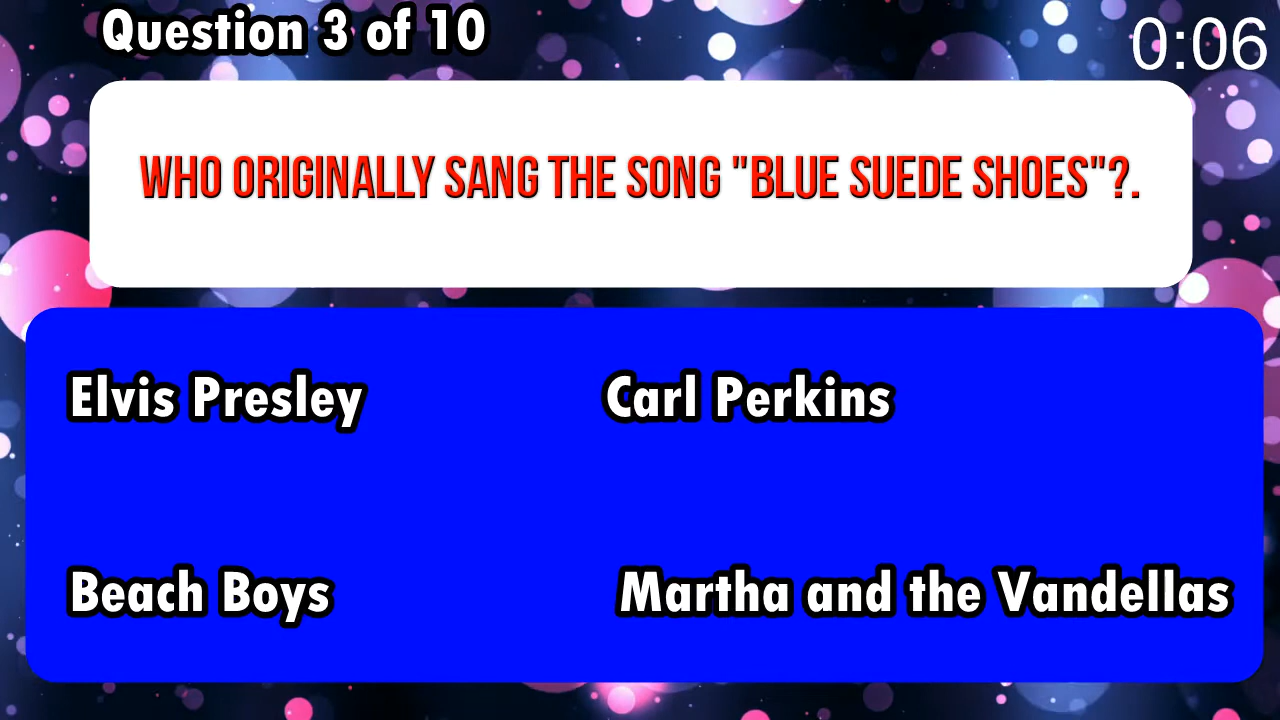 Question 3 of 10
0:06
WHO ORIGINALLY SANG THE SONG "BLUE SUEDE SHOES"?.
Elvis Presley
Carl Perkins
Beach Boys
Martha and the Vandellas